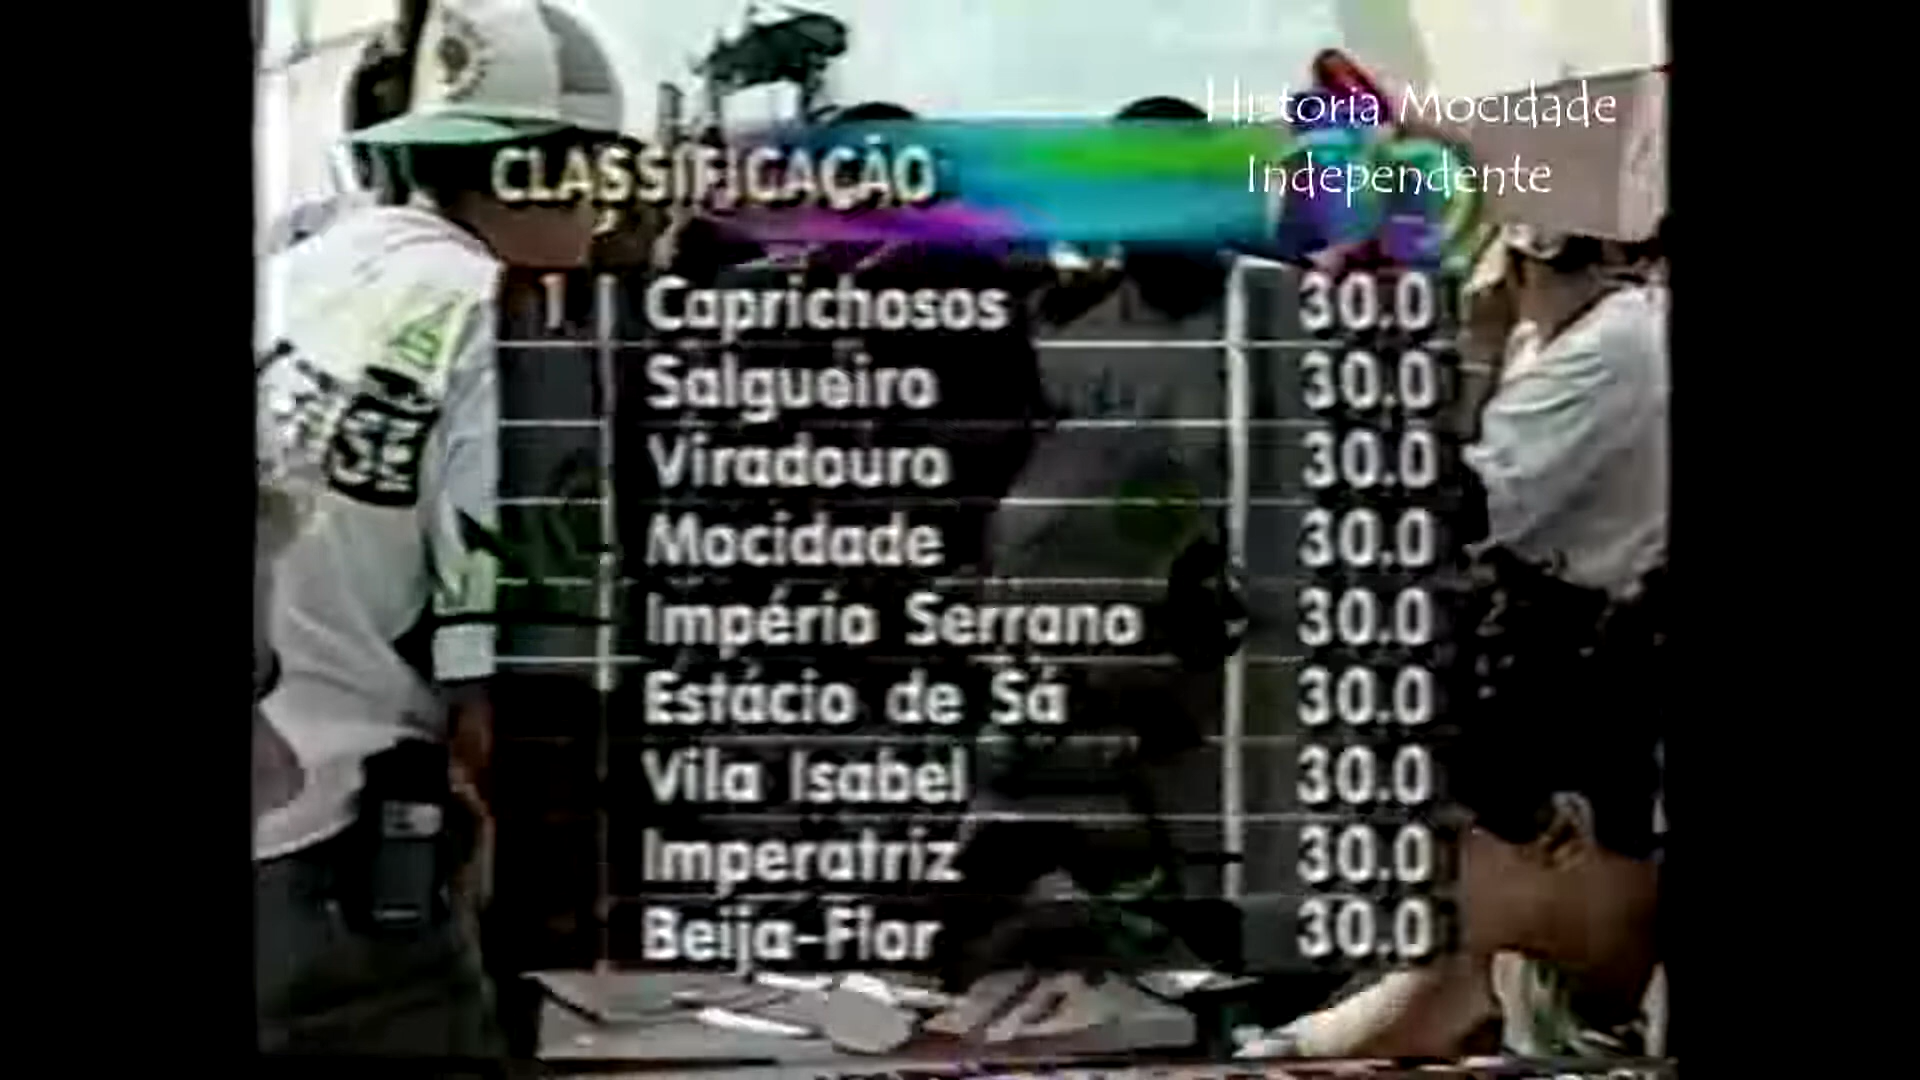 Historia Mocidade
Independente
CLASSIFICAÇÃO
1 Caprichosos 30.0
Salgueiro 30.0
Viradouro 30.0
Mocidade 30.0
Império Serrano 30.0
Estácio de Sá 30.0
Vila Isabel 30.0
Imperatriz 30.0
Beija-Flor 30.0